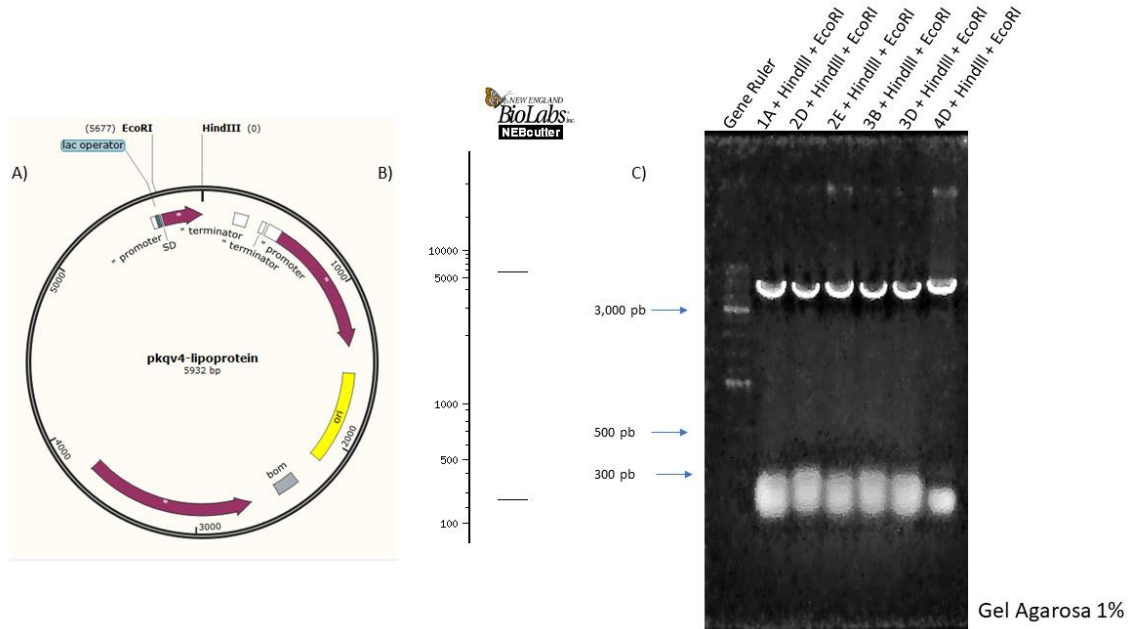 A)
(5677) EcoRI
HindIII (0)
lac operator
" promoter
SD
" terminator
" terminator
" promoter
1000
2000
3000
4000
5000
ori
bom
pkqv4-lipoprotein
5932 bp
B)
NEW ENGLAND
BioLabs Inc.
NEBcutter
10000
5000
1000
500
100
C)
Gene Ruler
1A + HindIII + EcoRI
2D + HindIII + EcoRI
2E + HindIII + EcoRI
3B + HindIII + EcoRI
3D + HindIII + EcoRI
4D + HindIII + EcoRI
3,000 pb
500 pb
300 pb
Gel Agarosa 1%